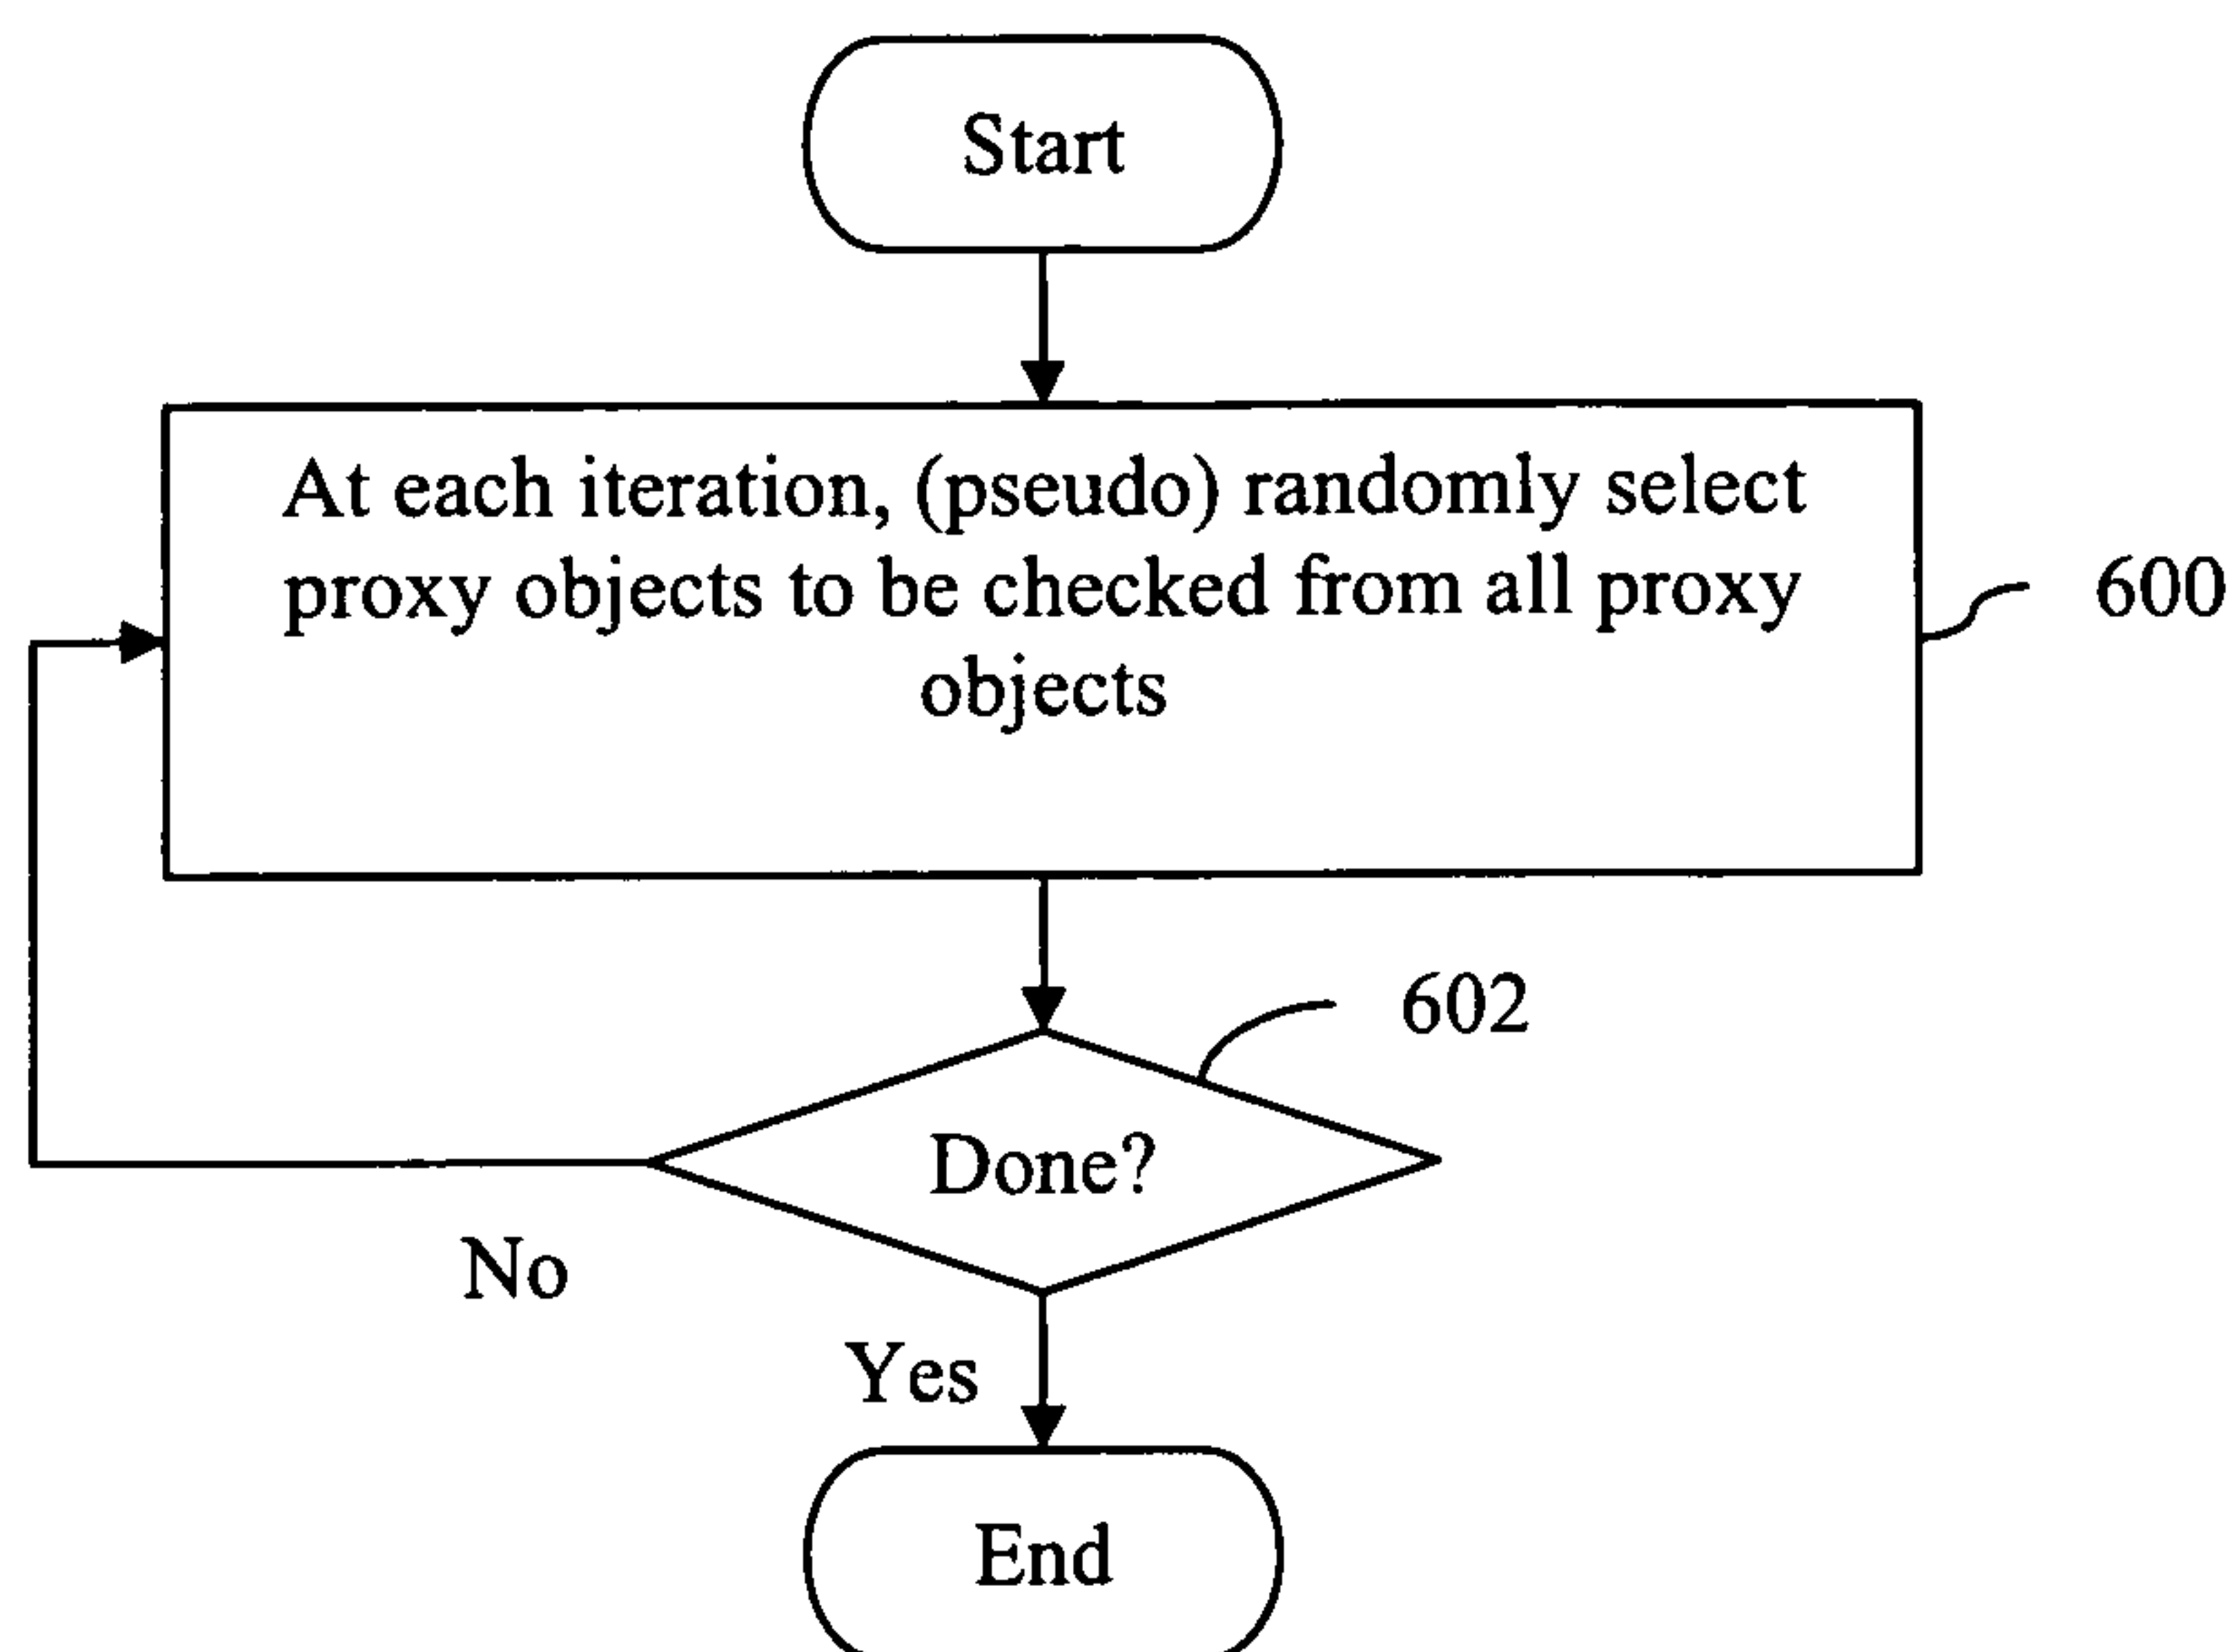 Start
At each iteration, (pseudo) randomly select
proxy objects to be checked from all proxy
objects
600
602
Done?
No
Yes
End